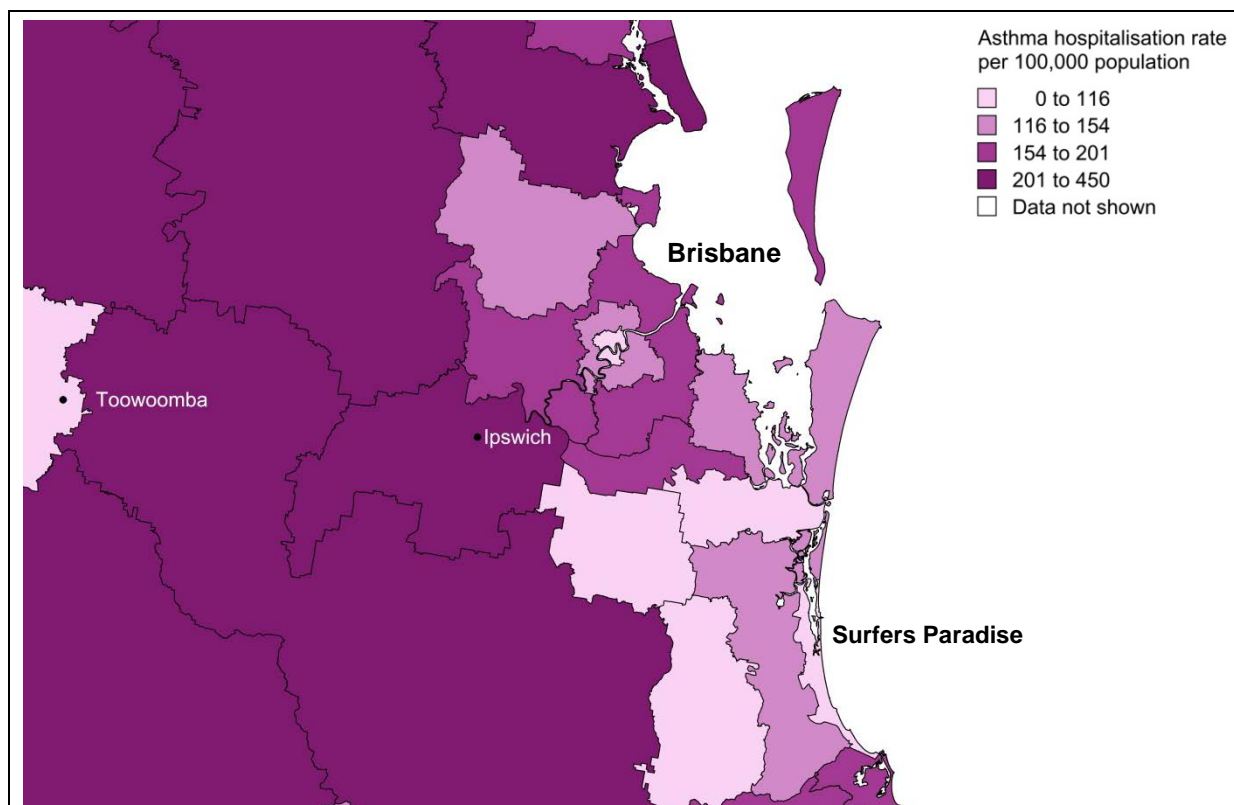 Asthma hospitalisation rate
per 100,000 population
0 to 116
116 to 154
154 to 201
201 to 450
Data not shown
Brisbane
Toowoomba
Ipswich
Surfers Paradise